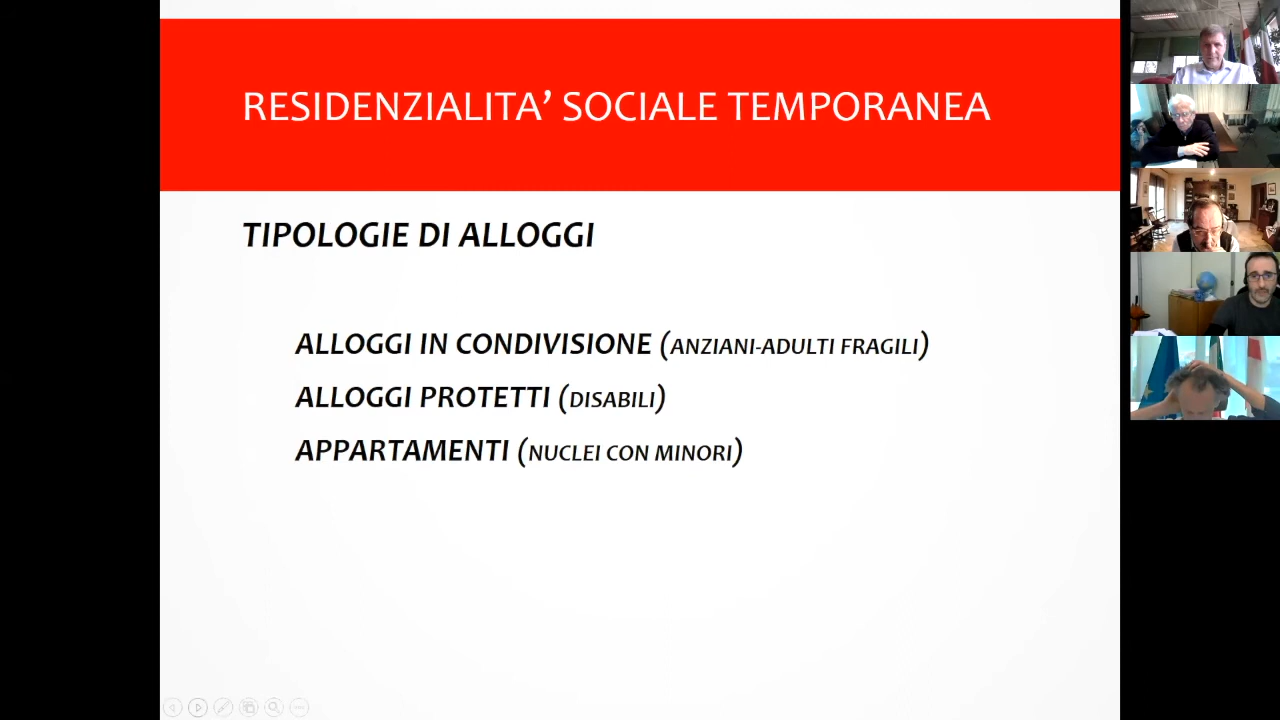 RESIDENZIALITA’ SOCIALE TEMPORANEA
TIPOLOGIE DI ALLOGGI
ALLOGGI IN CONDIVISIONE (ANZIANI-ADULTI FRAGILI)
ALLOGGI PROTETTI (DISABILI)
APPARTAMENTI (NUCLEI CON MINORI)